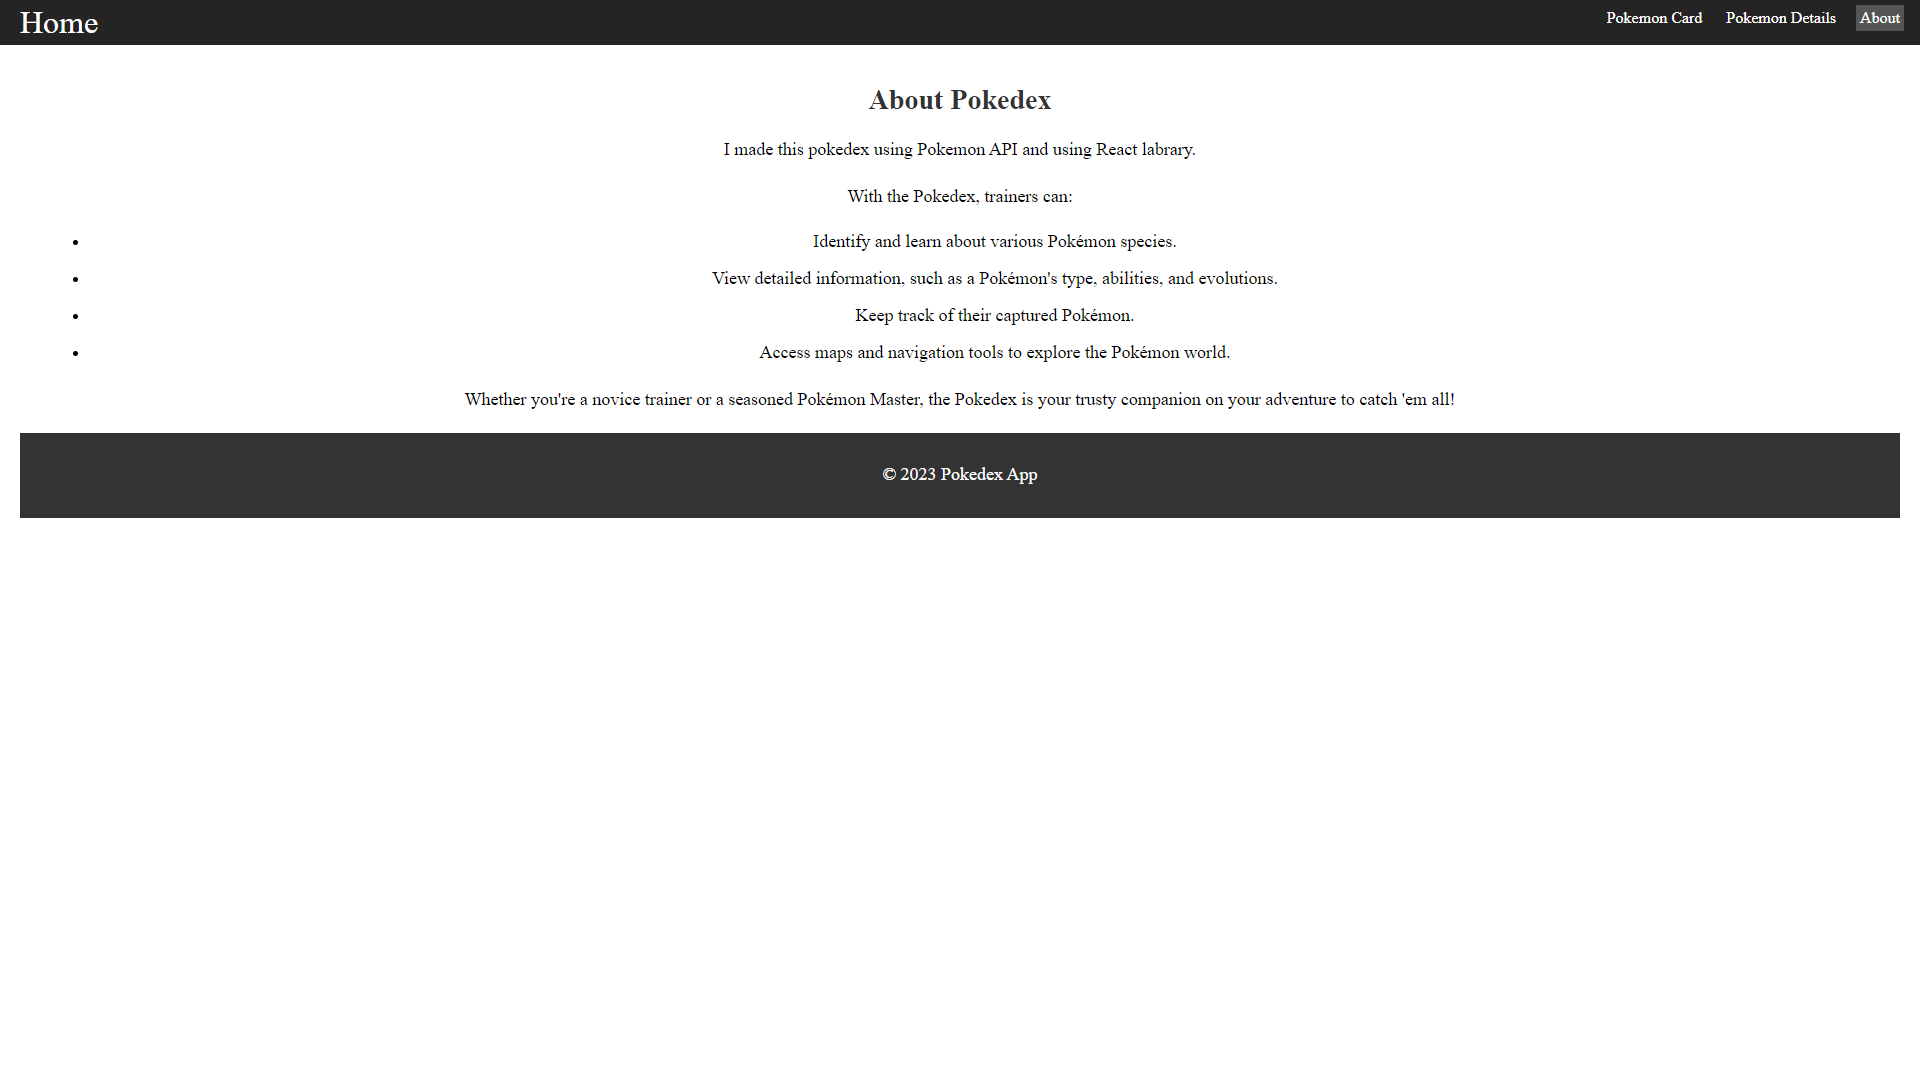 Home
Pokemon Card
Pokemon Details
About
About Pokedex
I made this pokedex using Pokemon API and using React labrary.
With the Pokedex, trainers can:
• Identify and learn about various Pokémon species.
• View detailed information, such as a Pokémon's type, abilities, and evolutions.
• Keep track of their captured Pokémon.
• Access maps and navigation tools to explore the Pokémon world.
Whether you're a novice trainer or a seasoned Pokémon Master, the Pokedex is your trusty companion on your adventure to catch 'em all!
© 2023 Pokedex App